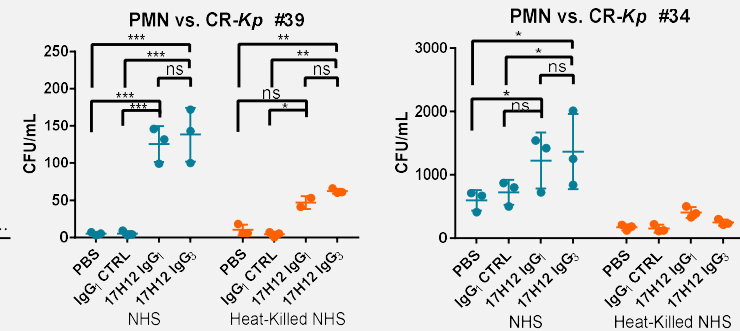 PMN vs. CR-Kp #39
CFU/mL
250
200
150
100
50
0
***
***
ns
***
***
**
**
ns
ns
*
PBS
IgG1 CTRL
17H12 IgG1
17H12 IgG3
PBS
IgG1 CTRL
17H12 IgG1
17H12 IgG3
NHS
Heat-Killed NHS
PMN vs. CR-Kp #34
CFU/mL
3000
2000
1000
0
*
*
ns
*
ns
PBS
IgG1 CTRL
17H12 IgG1
17H12 IgG3
PBS
IgG1 CTRL
17H12 IgG1
17H12 IgG3
NHS
Heat-Killed NHS